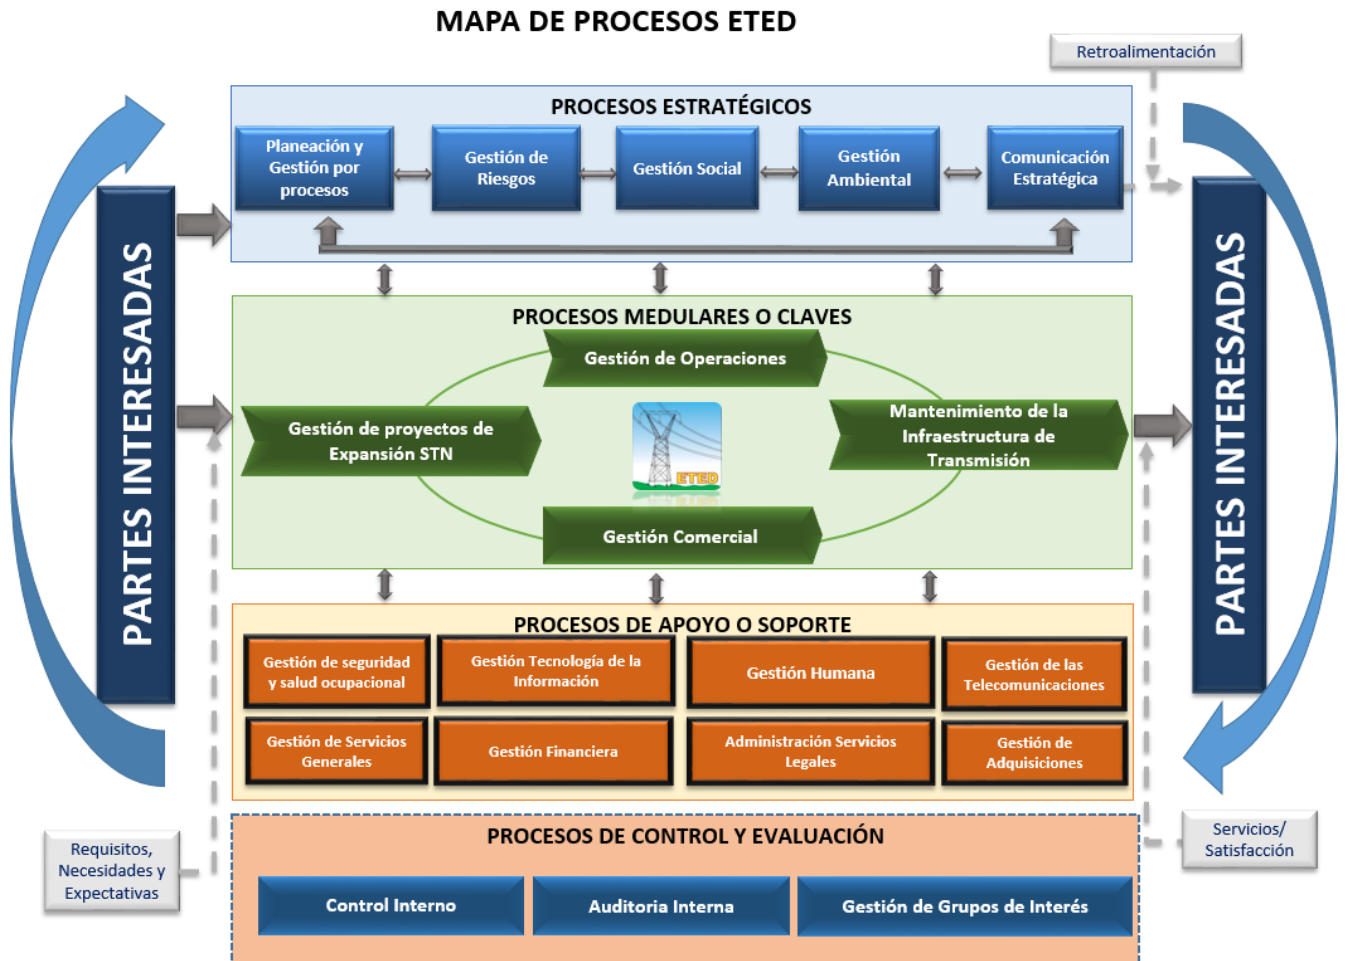 MAPA DE PROCESOS ETED
Retroalimentación
PROCESOS ESTRATÉGICOS
Planeación y
Gestión por
procesos
Gestión de
Riesgos
Gestión Social
Gestión
Ambiental
Comunicación
Estratégica
PARTES INTERESADAS
PROCESOS MEDULARES O CLAVES
Gestión de Operaciones
Gestión de proyectos de
Expansión STN
ETED
Mantenimiento de la
Infraestructura de
Transmisión
Gestión Comercial
PARTES INTERESADAS
PROCESOS DE APOYO O SOPORTE
Gestión de seguridad
y salud ocupacional
Gestión Tecnología de la
Información
Gestión Humana
Gestión de las
Telecomunicaciones
Gestión de Servicios
Generales
Gestión Financiera
Administración Servicios
Legales
Gestión de
Adquisiciones
Requisitos,
Necesidades y
Expectativas
Servicios/
Satisfacción
PROCESOS DE CONTROL Y EVALUACIÓN
Control Interno
Auditoria Interna
Gestión de Grupos de Interés